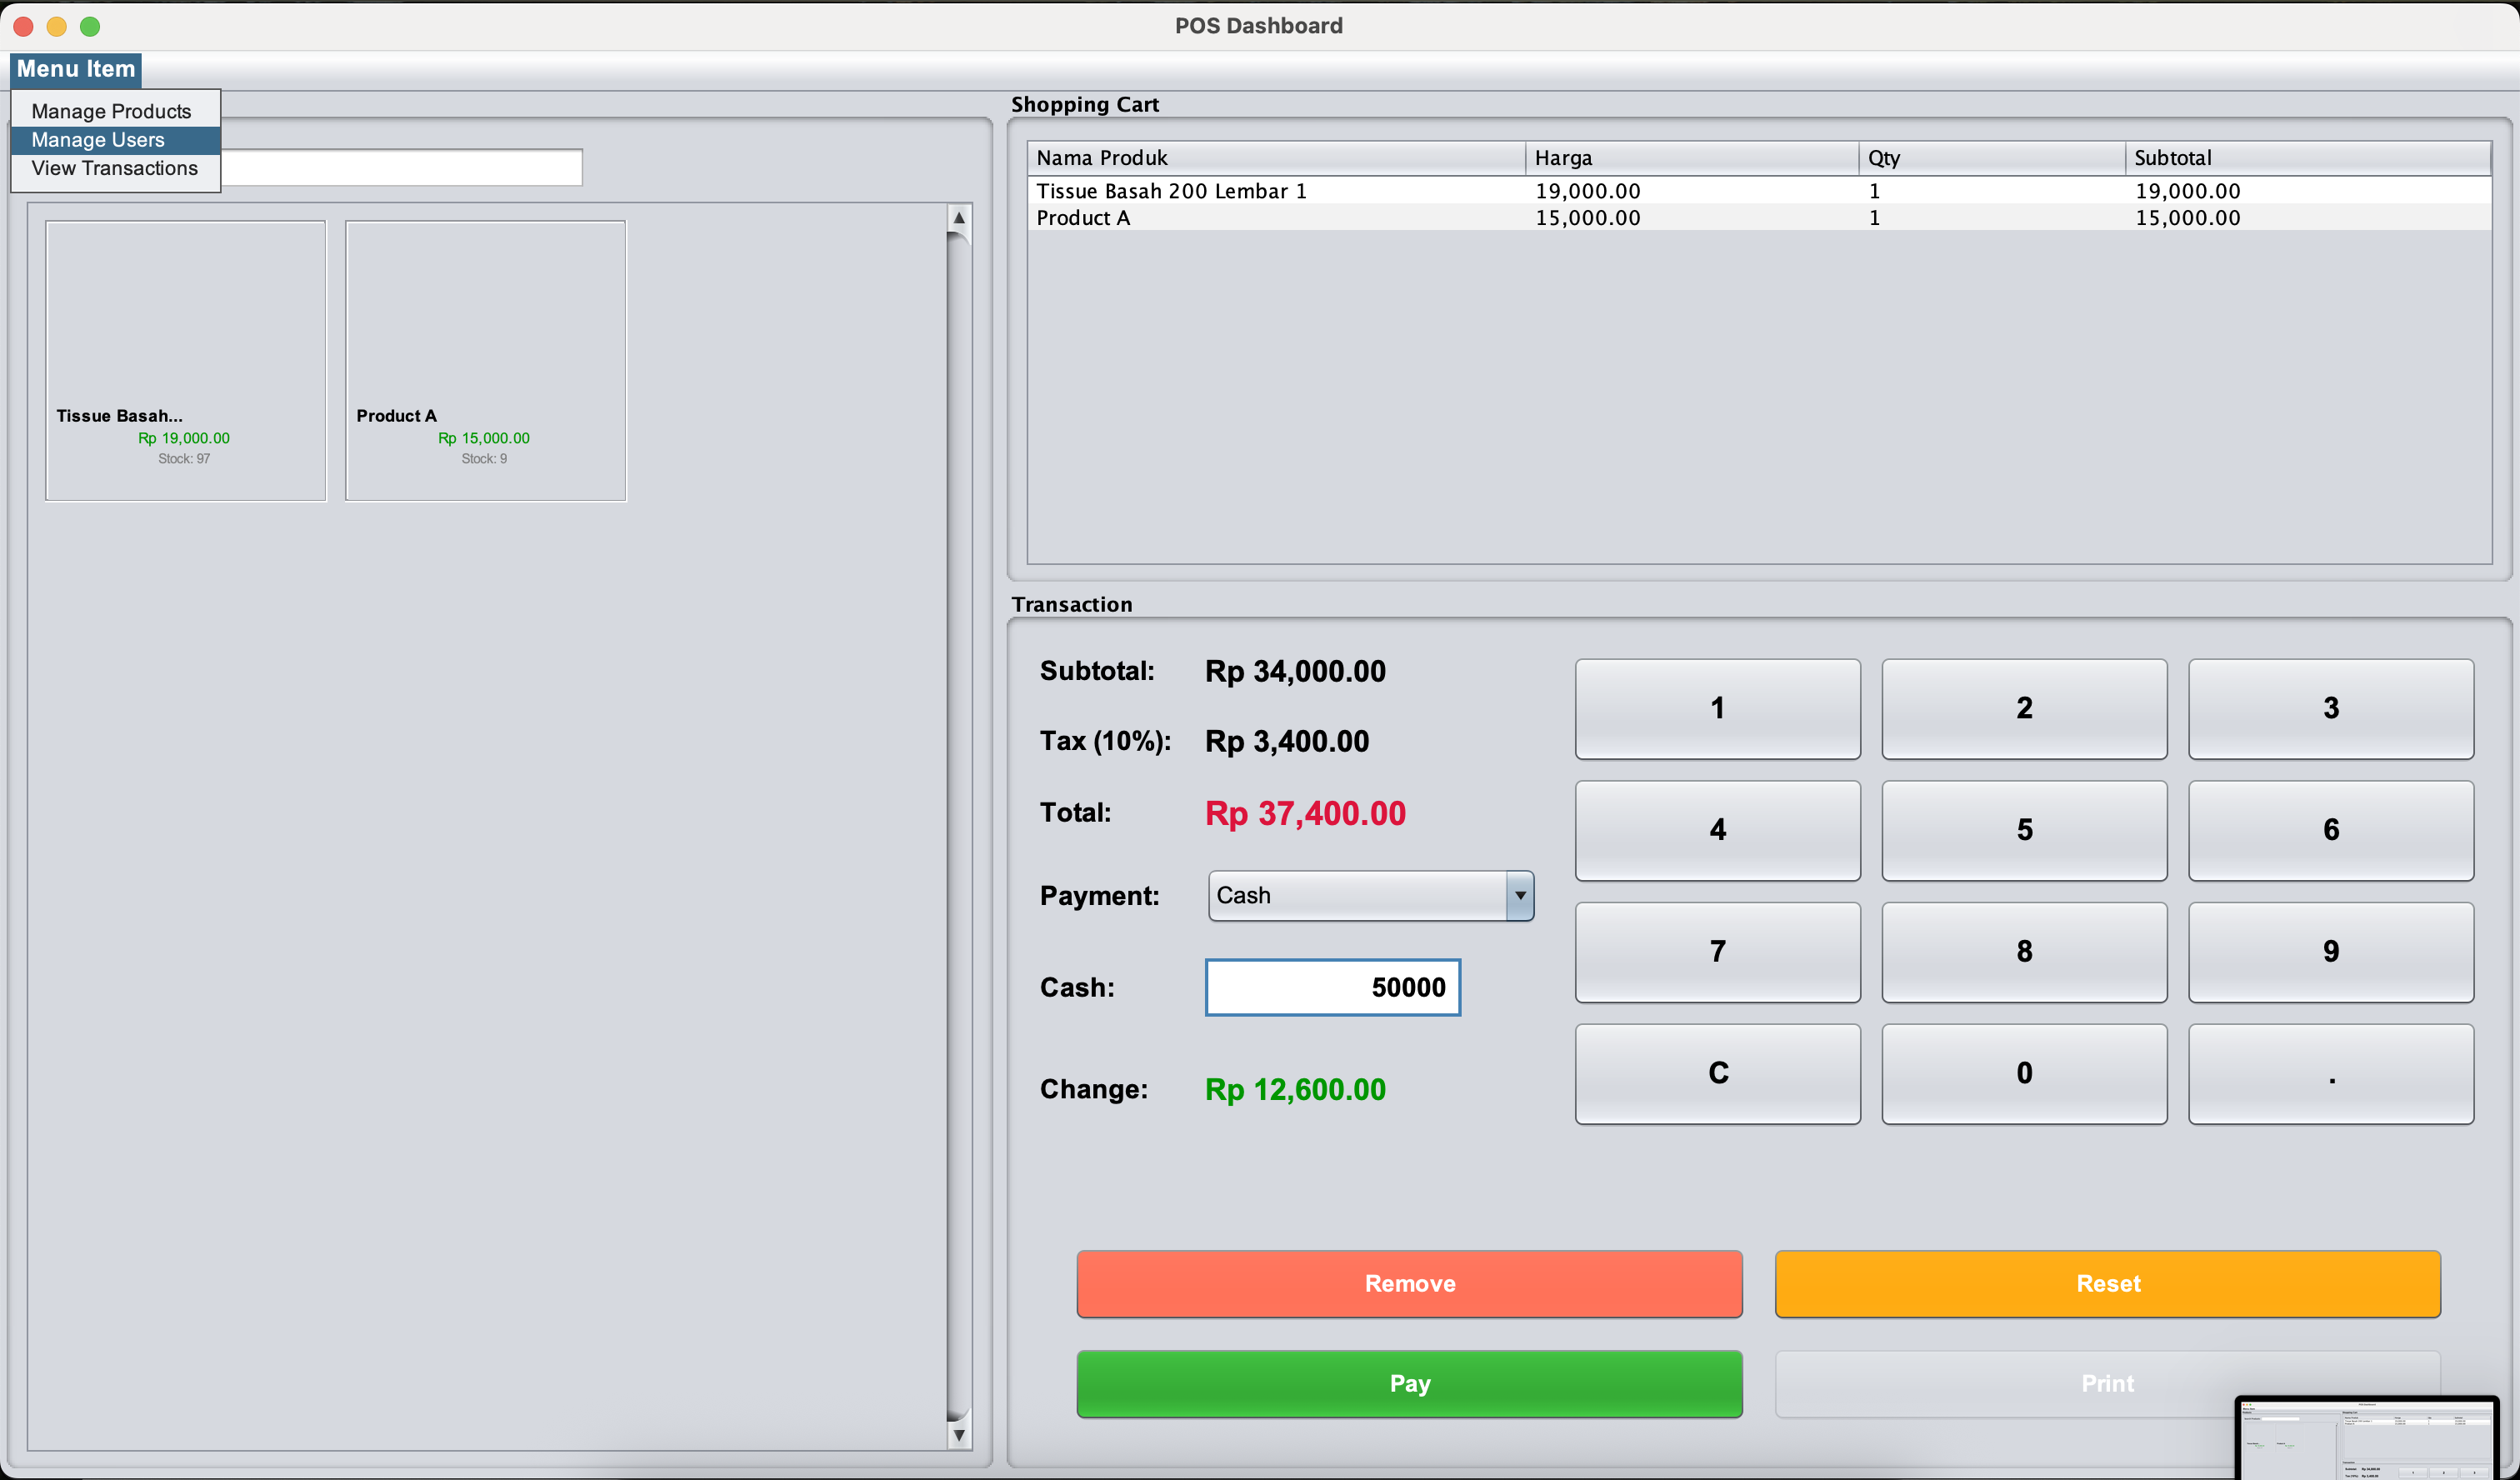 POS Dashboard
Menu Item
Manage Products
Manage Users
View Transactions
Tissue Basah...
Rp 19,000.00
Stock: 97
Product A
Rp 15,000.00
Stock: 9
Shopping Cart
Nama Produk Harga Qty Subtotal
Tissue Basah 200 Lembar 1 19,000.00 1 19,000.00
Product A 15,000.00 1 15,000.00
Transaction
Subtotal: Rp 34,000.00
Tax (10%): Rp 3,400.00
Total: Rp 37,400.00
Payment: Cash
Cash: 50000
Change: Rp 12,600.00
1 2 3
4 5 6
7 8 9
C 0 .
Remove Reset
Pay Print